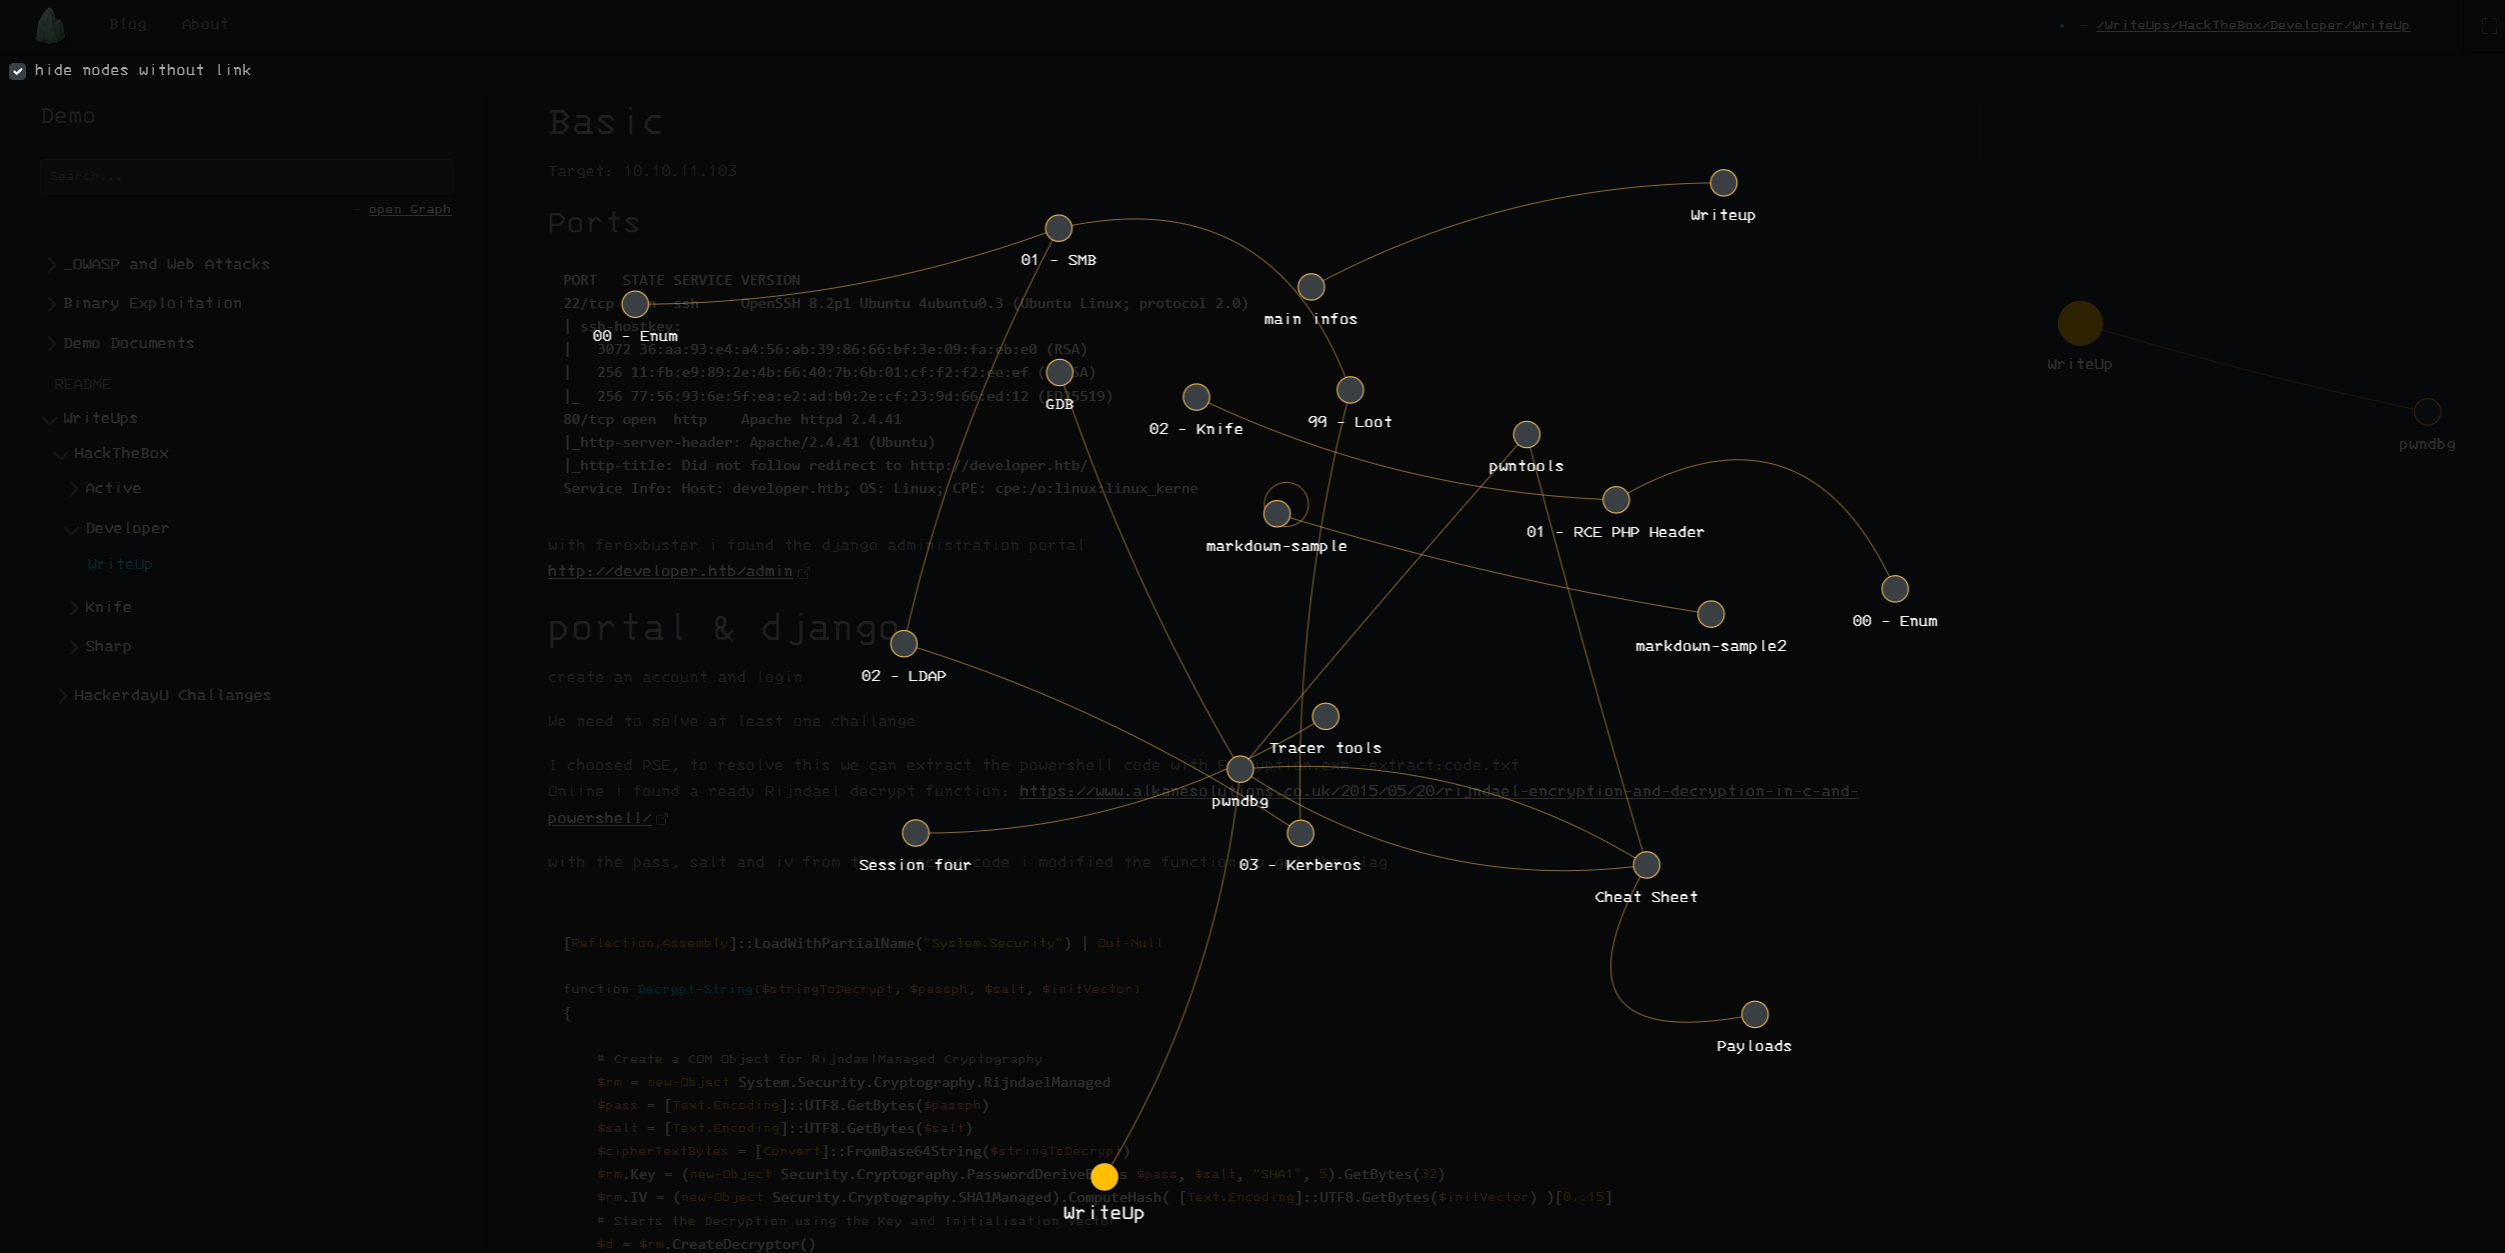 Blog About
• - /WriteUps/HackTheBox/Developer/WriteUp
hide nodes without link
Demo
Search...
- open Graph
_OWASP and Web Attacks
Binary Exploitation
Demo Documents
README
WriteUps
HackTheBox
Active
Developer
WriteUp
Knife
Sharp
HackerdayU Challanges
Basic
Target: 10.10.11.103
Ports
PORT STATE SERVICE VERSION
22/tcp ssh OpenSSH 8.2p1 Ubuntu 4ubuntu0.3 (Ubuntu Linux; protocol 2.0)
| ssh-hostkey:
| 3072 36:aa:93:e4:a4:56:ab:39:86:66:bf:3e:09:fa:eb:e0 (RSA)
| 256 11:fb:e9:89:2e:4b:66:40:7b:6b:01:cf:f2:f2:ee:ef
|_ 256 77:56:93:6e:5f:ea:e2:ad:b0:2e:cf:23:9d:66:ed:12 (ED25519)
80/tcp open http Apache httpd 2.4.41
|_http-server-header: Apache/2.4.41 (Ubuntu)
|_http-title: Did not follow redirect to http://developer.htb/
Service Info: Host: developer.htb; OS: Linux; CPE: cpe:/o:linux:linux_kerne
with feroxbuster i found the django administration portal
http://developer.htb/admin
portal & django
create an account and login
We need to solve at least one challange
I choosed PSE, to resolve this we can extract the powershell code with -extract:code.txt
Online i found a ready Rijndael decrypt function: https://www.alkanesolutions.co.uk/2015/05/20/rijndael-encryption-and-decryption-in-c-and-
powershell/
with the pass, salt and iv from code i modified the function flag
[Reflection.Assembly]::LoadWithPartialName("System.Security") | Out-Null
function Decrypt-String($stringToDecrypt, $passph, $salt, $initVector)
{
# Create a COM Object for RijndaelManaged Cryptography
$rm = new-Object System.Security.Cryptography.RijndaelManaged
$pass = [Text.Encoding]::UTF8.GetBytes($passph)
$salt = [Text.Encoding]::UTF8.GetBytes($salt)
$cipherTextBytes = [Convert]::FromBase64String($stringToDecrypt)
$rm.Key = (new-Object Security.Cryptography.PasswordDeriveBytes $pass, $salt, "SHA1", 5).GetBytes(32)
$rm.IV = (new-Object Security.Cryptography.SHA1Managed).ComputeHash( [Text.Encoding]::UTF8.GetBytes($initVector) )[0..15]
# Starts the Decryption using the Key and Initialisation Vector
$d = $rm.CreateDecryptor()
Writeup
01 - SMB
main infos
00 - Enum
GDB
02 - Knife
99 - Loot
pwntools
01 - RCE PHP Header
markdown-sample
00 - Enum
markdown-sample2
02 - LDAP
Tracer tools
pwndbg
Session four
03 - Kerberos
Cheat Sheet
Payloads
WriteUp
WriteUp
pwndbg